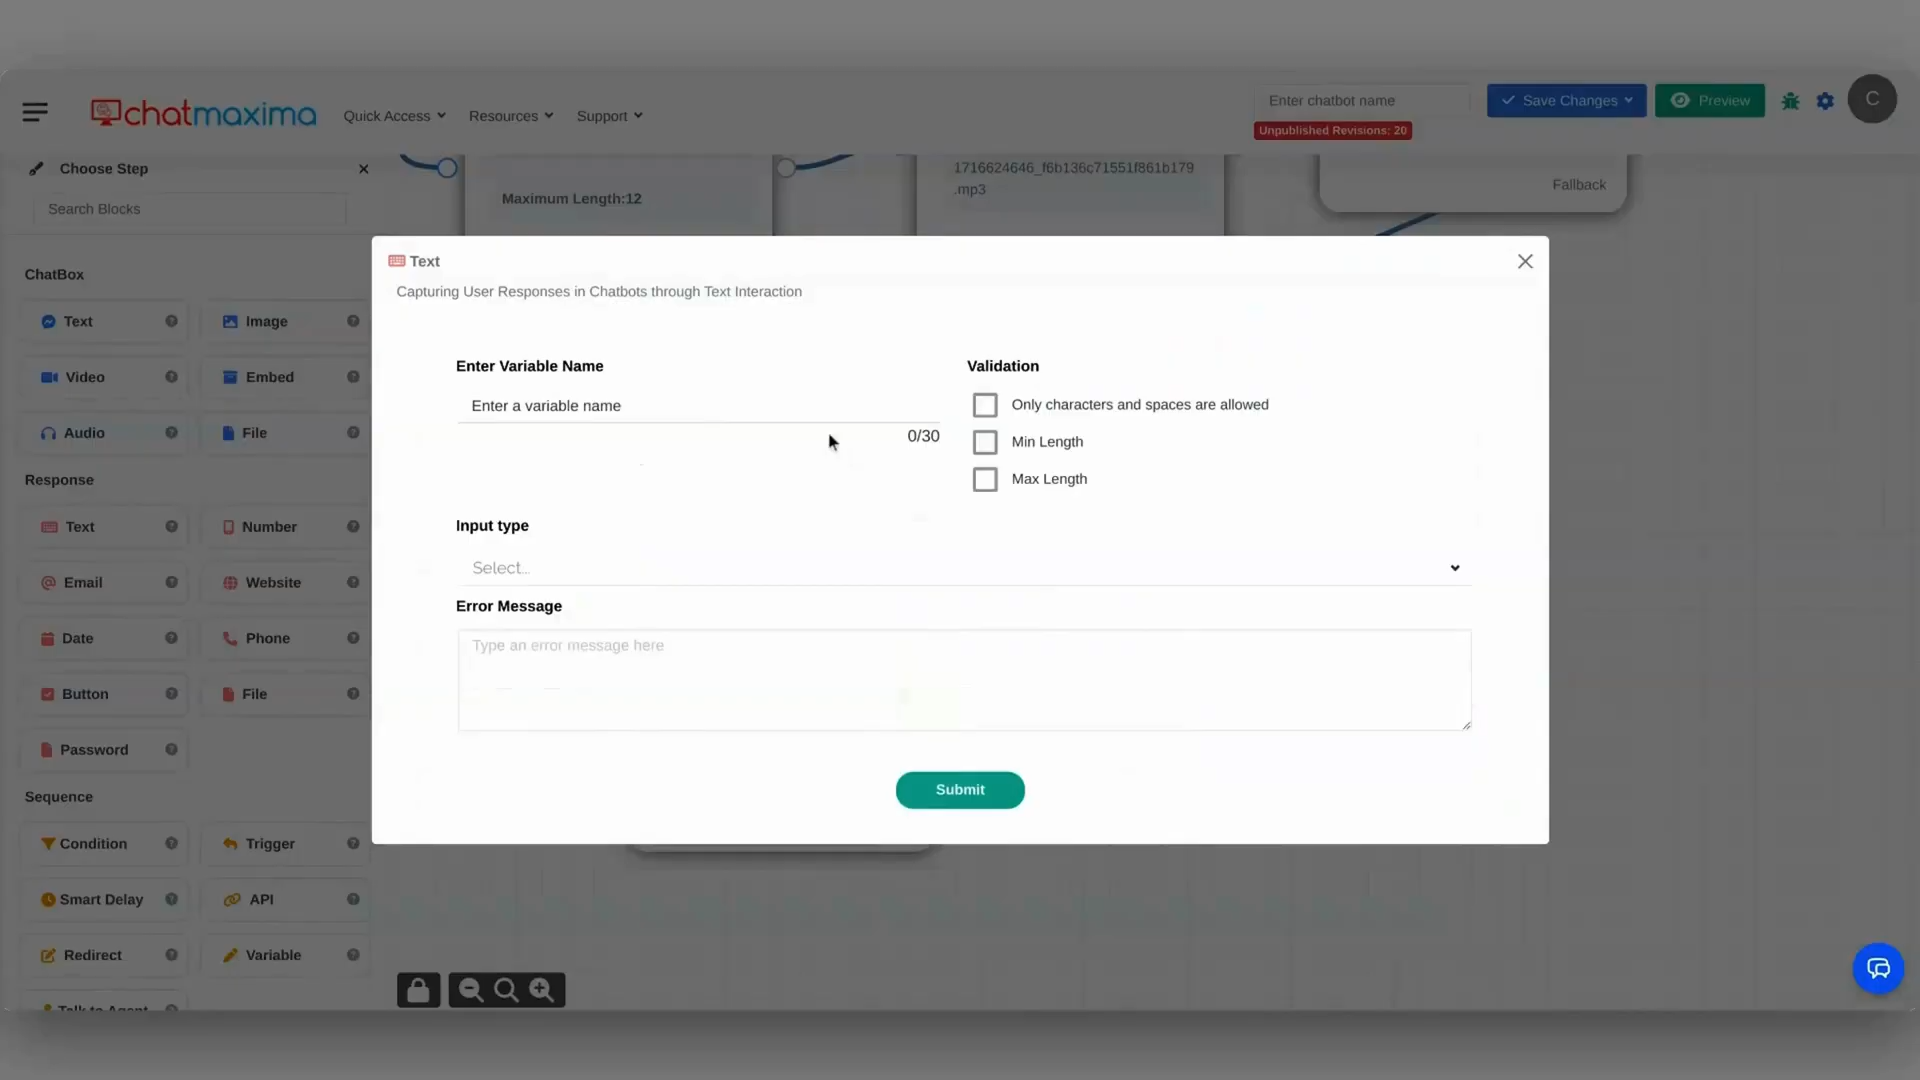 chatmaxima
Quick Access
Resources
Support
Enter chatbot name
Save Changes
Preview
C
Unpublished Revisions: 20
Choose Step
Search Blocks
Maximum Length:12
1716624646_f6b136c71551f861b179
.mp3
Fallback
ChatBox
Text
Image
Video
Embed
Audio
File
Response
Text
Number
Email
Website
Date
Phone
Button
File
Password
Sequence
Condition
Trigger
Smart Delay
API
Redirect
Variable
Talk to Agent
Text
Capturing User Responses in Chatbots through Text Interaction
Enter Variable Name
Enter a variable name
0/30
Validation
Only characters and spaces are allowed
Min Length
Max Length
Input type
Select...
Error Message
Type an error message here
Submit